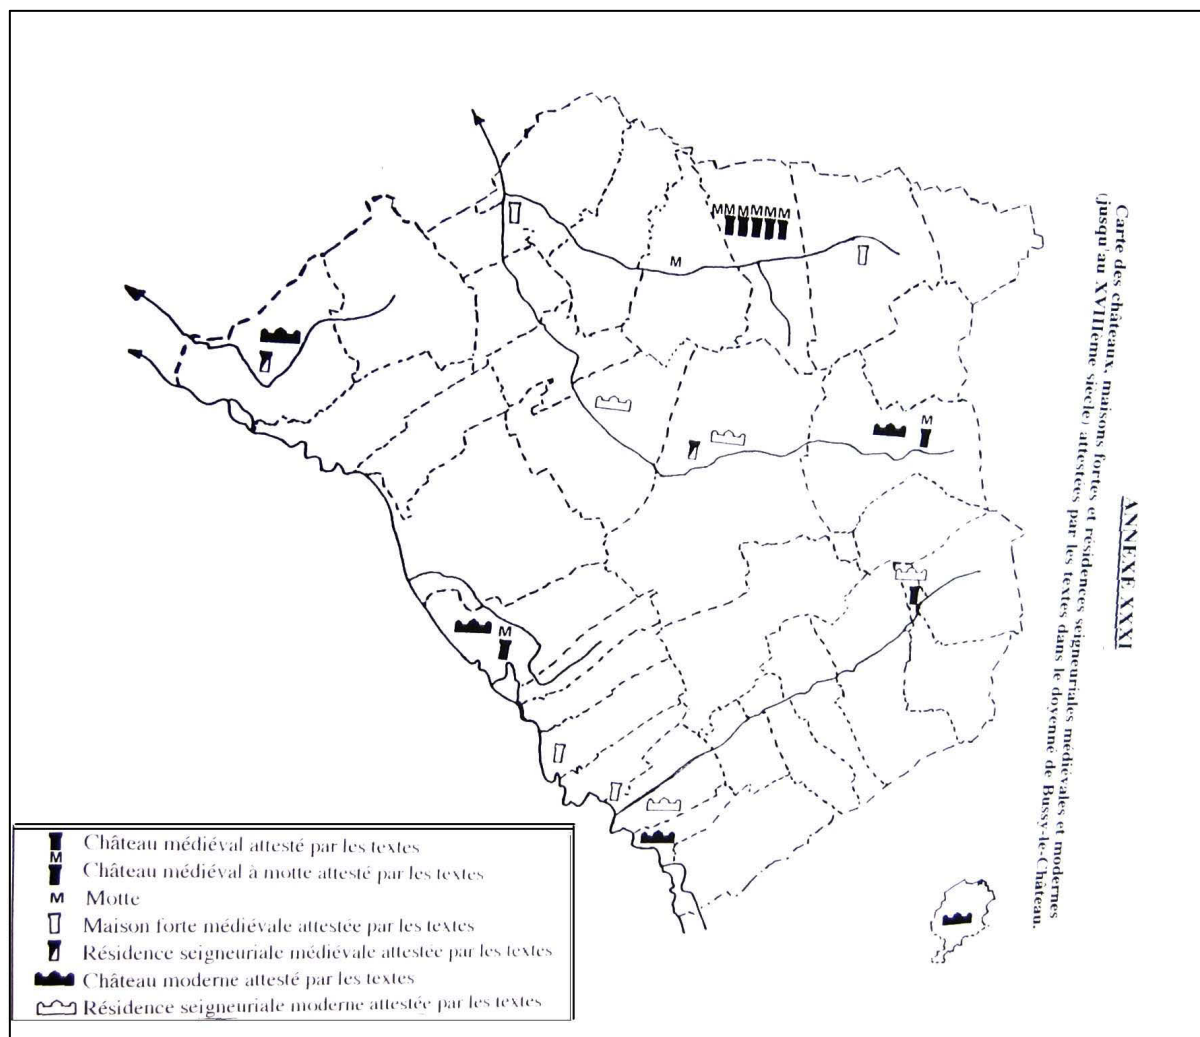 ANNEXE XXXI
Carte des châteaux, maisons fortes et résidences seigneuriales médiévales et modernes
(jusqu'au XVIIIème siècle) attestées par les textes dans le doyenné de Bussy-le-Château.
M M M M M M
M
M
M
Château médiéval attesté par les textes
M
Château médiéval à motte attesté par les textes
M Motte
Maison forte médiévale attestée par les textes
Résidence seigneuriale médiévale attestée par les textes
Château moderne attesté par les textes
Résidence seigneuriale moderne attestée par les textes